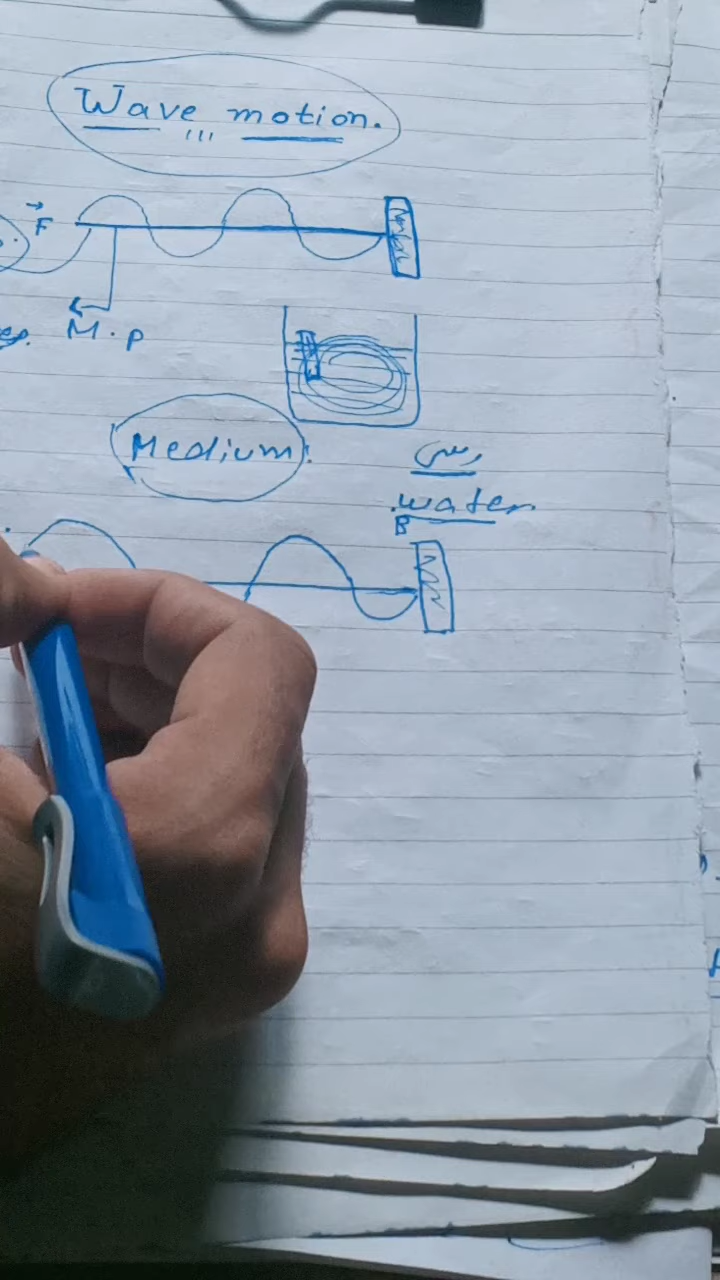 Wave motion.
F
M.p
Medium.
رسی
water.
B